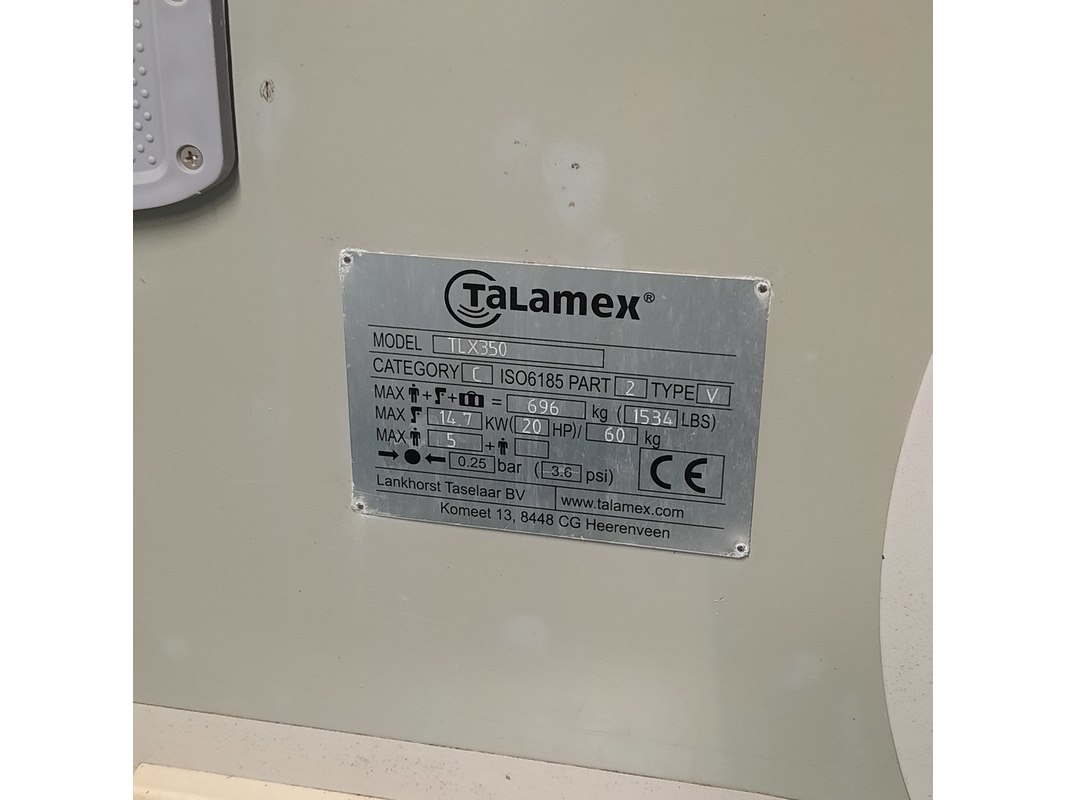 TaLamex®
MODEL TLX350
CATEGORY C ISO6185 PART 2 TYPE V
MAX + + = 696 kg (1534 LBS)
MAX 14.7 KW(20 HP)/ 60 kg
MAX 5 +
0.25 bar (3.6 psi) CE
Lankhorst Taselaar BV www.talamex.com
Komeet 13, 8448 CG Heerenveen